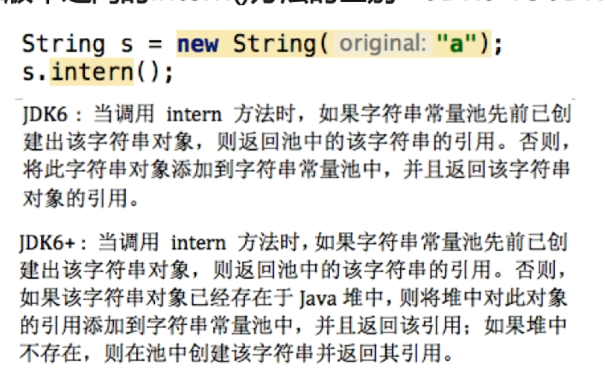 String s = new String( original: "a");
s.intern();
JDK6：当调用 intern 方法时，如果字符串常量池先前已创
建出该字符串对象，则返回池中的该字符串的引用。否则，
将此字符串对象添加到字符串常量池中，并且返回该字符串
对象的引用。
JDK6+：当调用 intern 方法时，如果字符串常量池先前已创
建出该字符串对象，则返回池中的该字符串的引用。否则，
如果该字符串对象已经存在于 Java 堆中，则将堆中对此对象
的引用添加到字符串常量池中，并且返回该引用；如果堆中
不存在，则在池中创建该字符串并返回其引用。